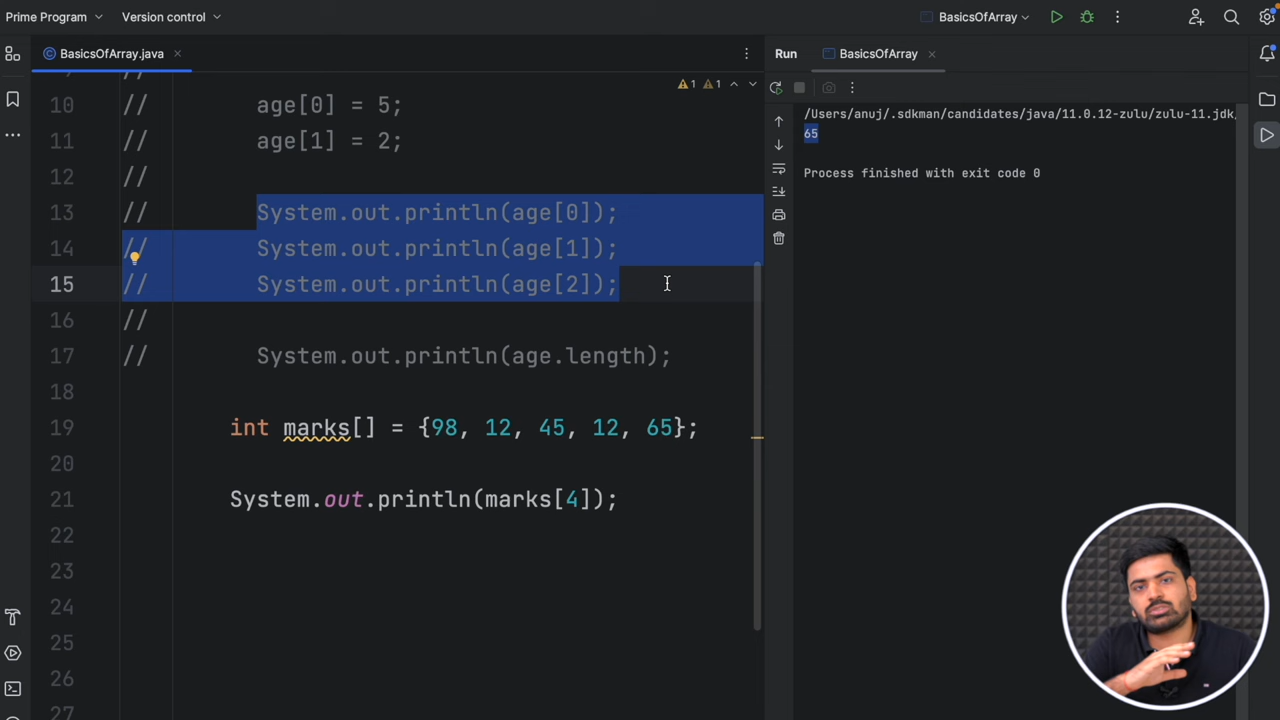 Prime Program
Version control
BasicsOfArray
BasicsOfArray.java
Run
BasicsOfArray
1
1
10 // age[0] = 5;
11 // age[1] = 2;
12 //
13 // System.out.println(age[0]);
14 // System.out.println(age[1]);
15 // System.out.println(age[2]);
16 //
17 // System.out.println(age.length);
18
19 int marks[] = {98, 12, 45, 12, 65};
20
21 System.out.println(marks[4]);
22
23
24
25
26
27
/Users/anuj/.sdkman/candidates/java/11.0.12-zulu/zulu-11.jdk
65
Process finished with exit code 0